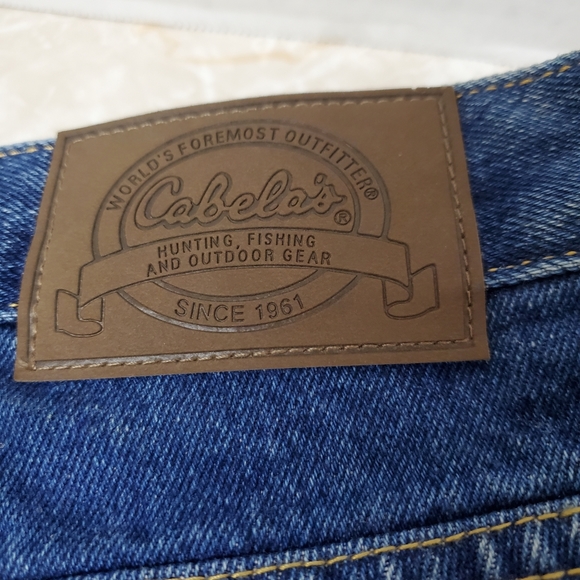 WORLD'S FOREMOST OUTFITTER®
Cabela's®
HUNTING, FISHING
AND OUTDOOR GEAR
SINCE 1961